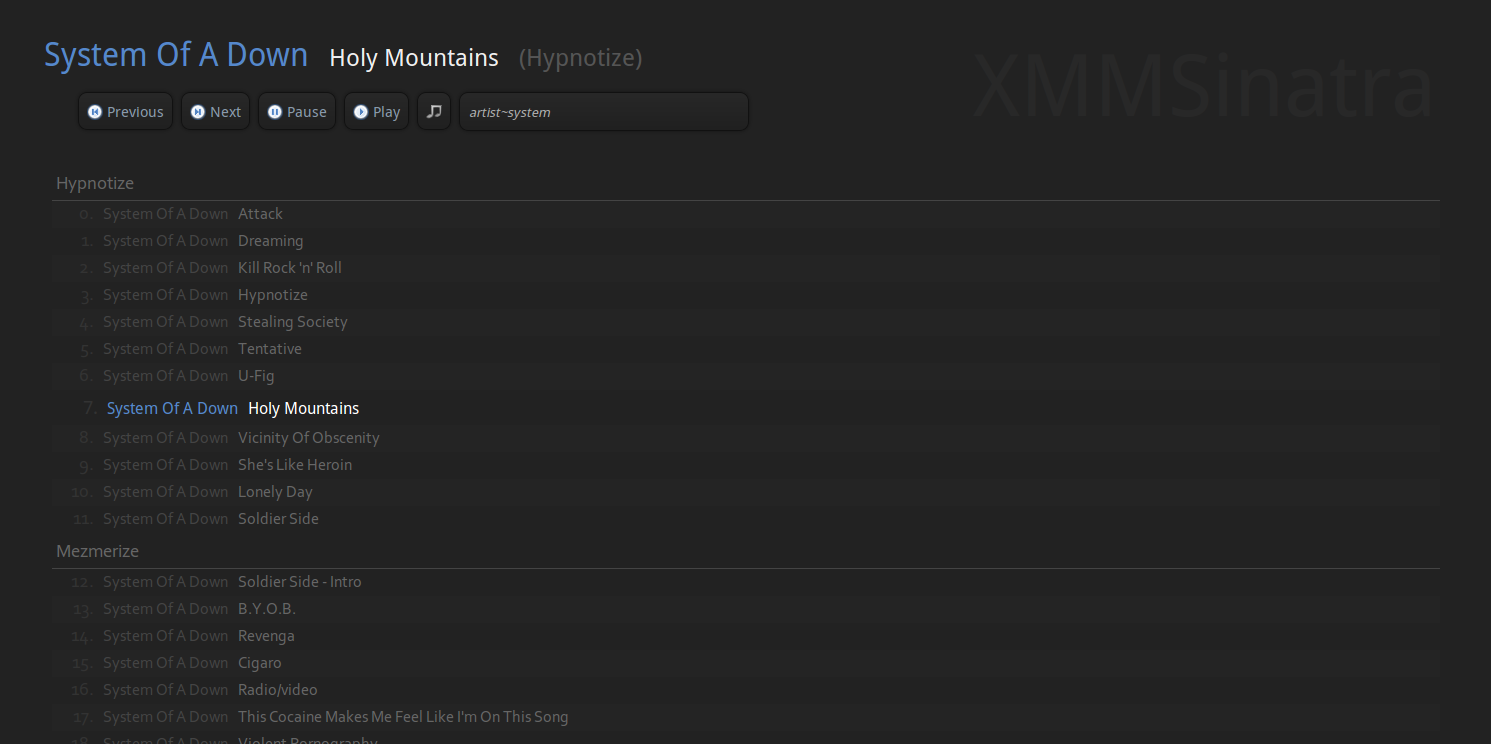 System Of A Down Holy Mountains (Hypnotize)
XMMSinatra
Previous Next Pause Play artist~system
Hypnotize
0. System Of A Down Attack
1. System Of A Down Dreaming
2. System Of A Down Kill Rock 'n' Roll
3. System Of A Down Hypnotize
4. System Of A Down Stealing Society
5. System Of A Down Tentative
6. System Of A Down U-Fig
7. System Of A Down Holy Mountains
8. System Of A Down Vicinity Of Obscenity
9. System Of A Down She's Like Heroin
10. System Of A Down Lonely Day
11. System Of A Down Soldier Side
Mezmerize
12. System Of A Down Soldier Side - Intro
13. System Of A Down B.Y.O.B.
14. System Of A Down Revenga
15. System Of A Down Cigaro
16. System Of A Down Radio/video
17. System Of A Down This Cocaine Makes Me Feel Like I'm On This Song
18. System Of A Down Violent Pornography